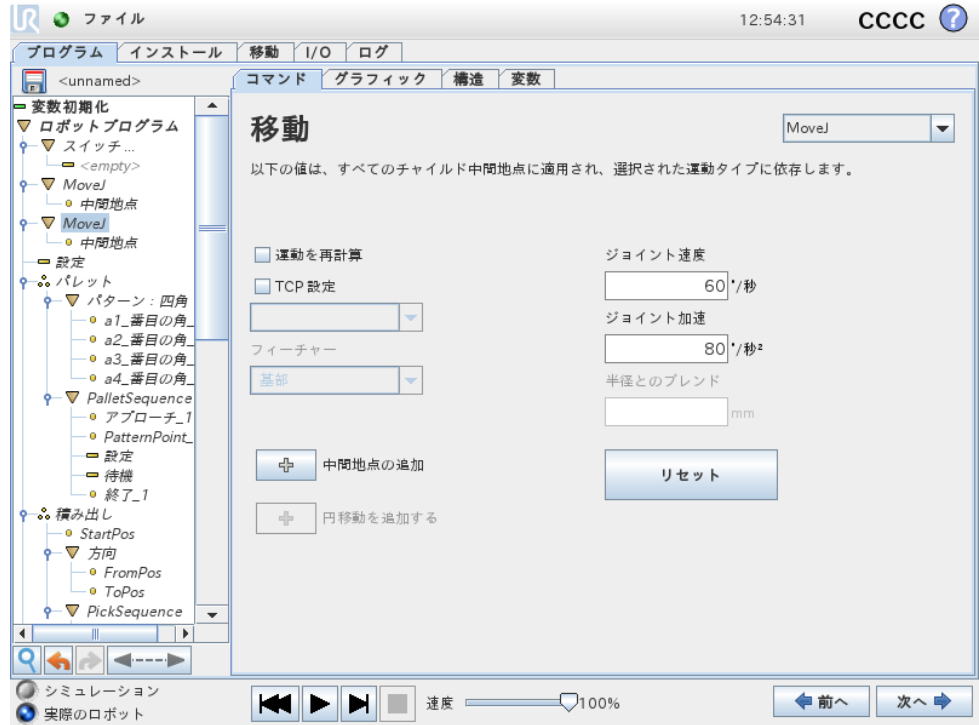 UR ファイル 12:54:31 CCCC ?
プログラム インストール 移動 I/O ログ
<unnamed>
コマンド グラフィック 構造 変数
変数初期化
ロボットプログラム
スイッチ...
<empty>
MoveJ
中間地点
MoveJ
中間地点
設定
パレット
パターン : 四角
a1_番目の角_
a2_番目の角_
a3_番目の角_
a4_番目の角_
PalletSequence
アプローチ_1
PatternPoint_
設定
待機
終了_1
積み出し
StartPos
方向
FromPos
ToPos
PickSequence
移動
MoveJ
以下の値は、すべてのチャイルド中間地点に適用され、選択された運動タイプに依存します。
運動を再計算
TCP 設定
フィーチャー
基部
中間地点の追加
円移動を追加する
ジョイント速度
60 °/秒
ジョイント加速
80 °/秒²
半径とのブレンド
mm
リセット
シミュレーション
実際のロボット
速度 100%
前へ 次へ